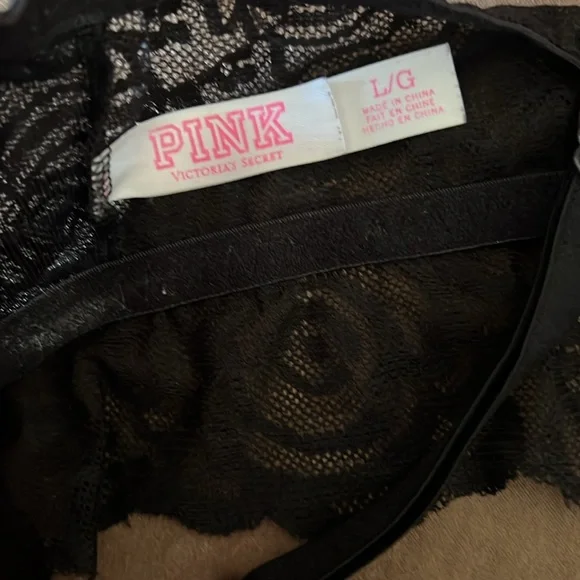 PINK
VICTORIA'S SECRET
L/G
MADE IN CHINA
FAIT EN CHINE
HECHO EN CHINA